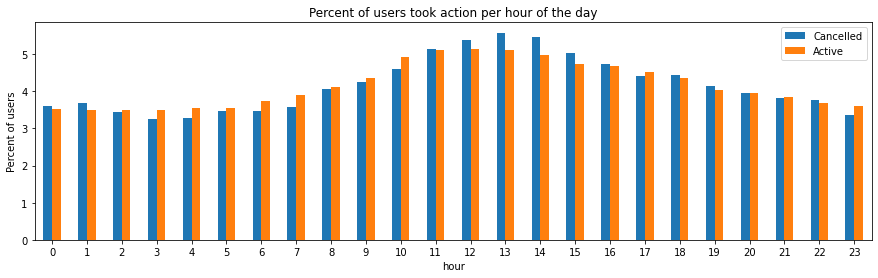 Percent of users took action per hour of the day
Cancelled
Active
Percent of users
5
4
3
2
1
0
0 1 2 3 4 5 6 7 8 9 10 11 12 13 14 15 16 17 18 19 20 21 22 23
hour